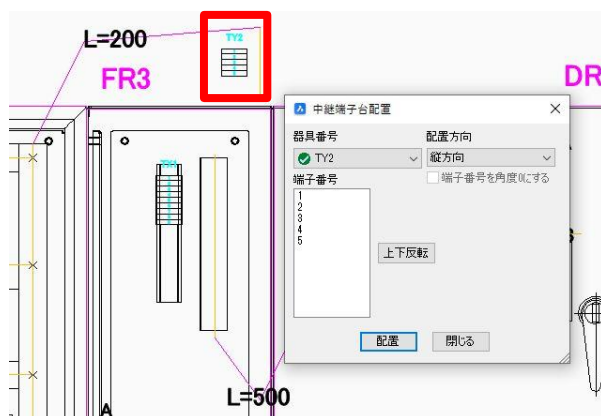 L=200
TY2
FR3
DR
中継端子台配置
器具番号
配置方向
TY2
縦方向
端子番号
端子番号を角度0にする
1
2
3
4
5
上下反転
配置
閉じる
L=500
A